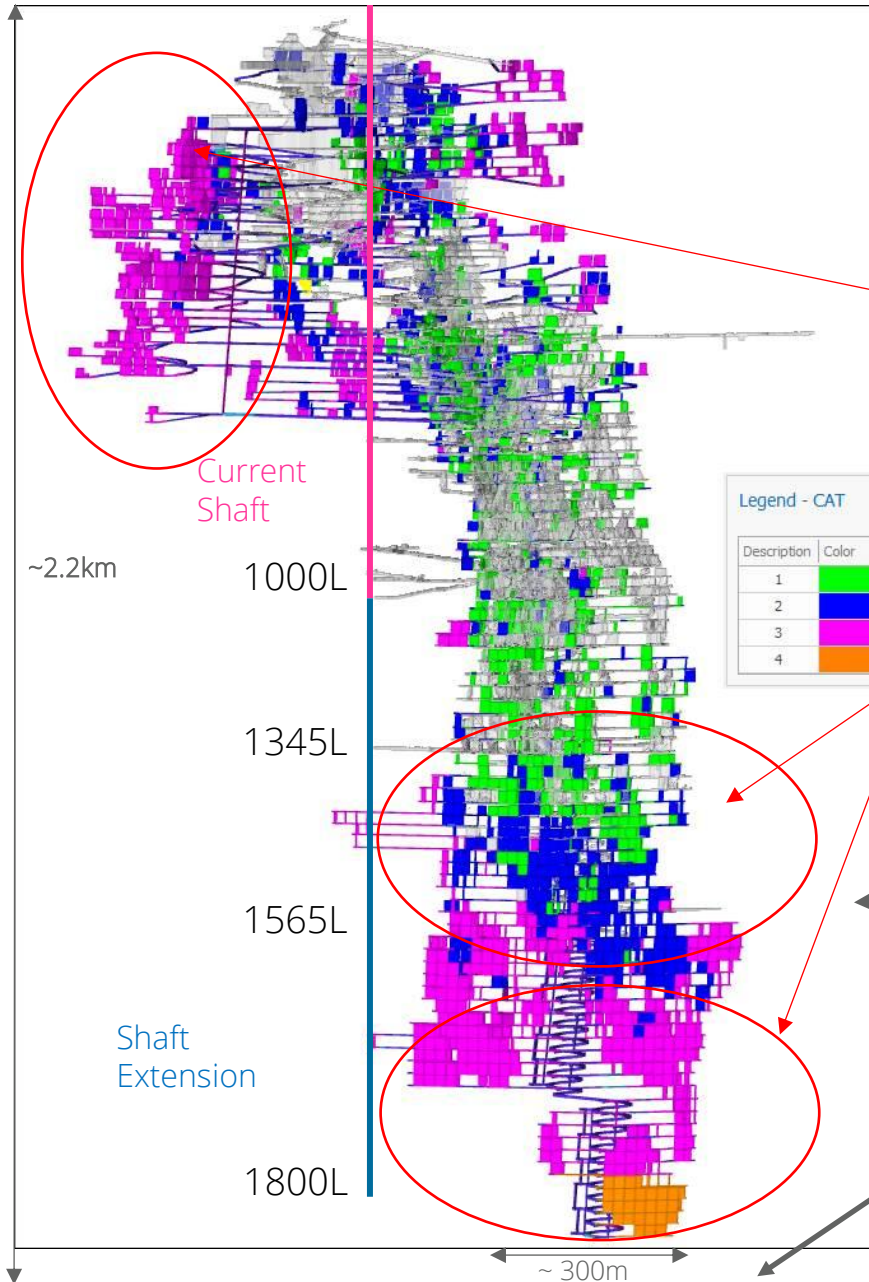 Current
Shaft
~2.2km
1000L
Legend - CAT
Description Color
1
2
3
4
1345L
1565L
Shaft
Extension
1800L
~ 300m